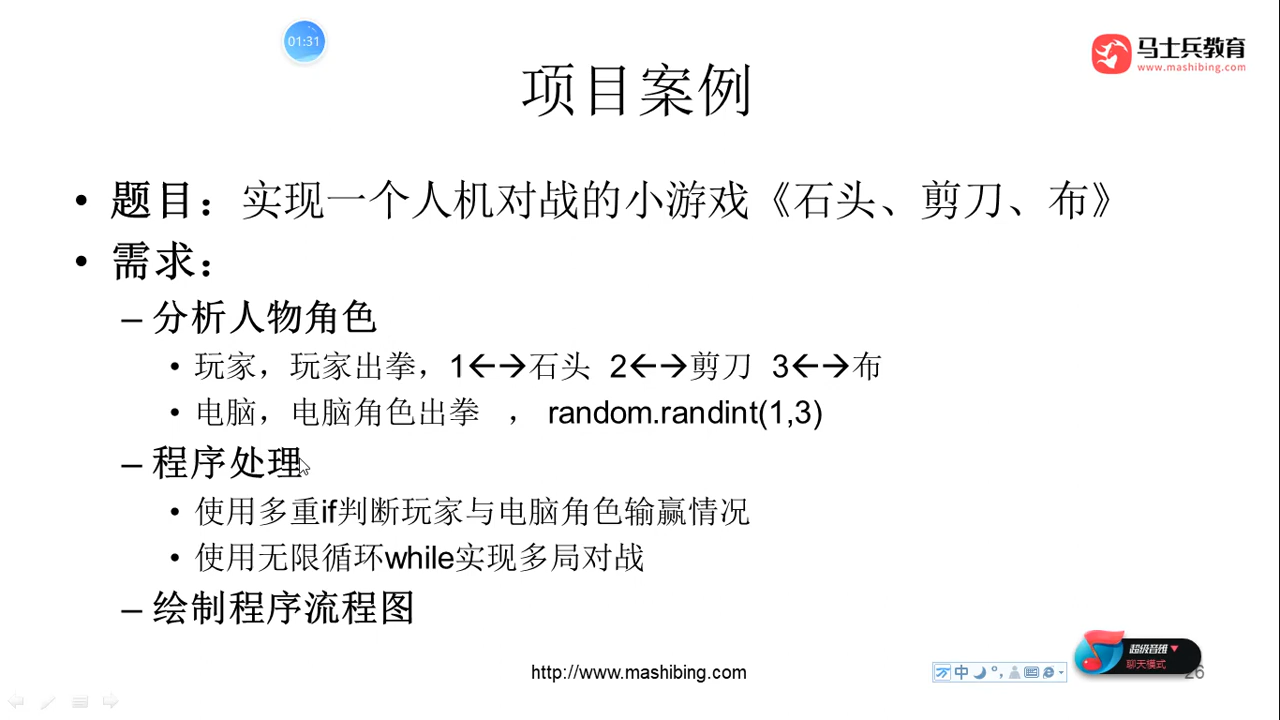 01:31
马士兵教育
www.mashibing.com
项目案例
• 题目：实现一个人机对战的小游戏《石头、剪刀、布》
• 需求：
– 分析人物角色
• 玩家，玩家出拳，1←→石头 2←→剪刀 3←→布
• 电脑，电脑角色出拳 ， random.randint(1,3)
– 程序处理
• 使用多重if判断玩家与电脑角色输赢情况
• 使用无限循环while实现多局对战
– 绘制程序流程图
http://www.mashibing.com
中
超级音雄
聊天模式
26